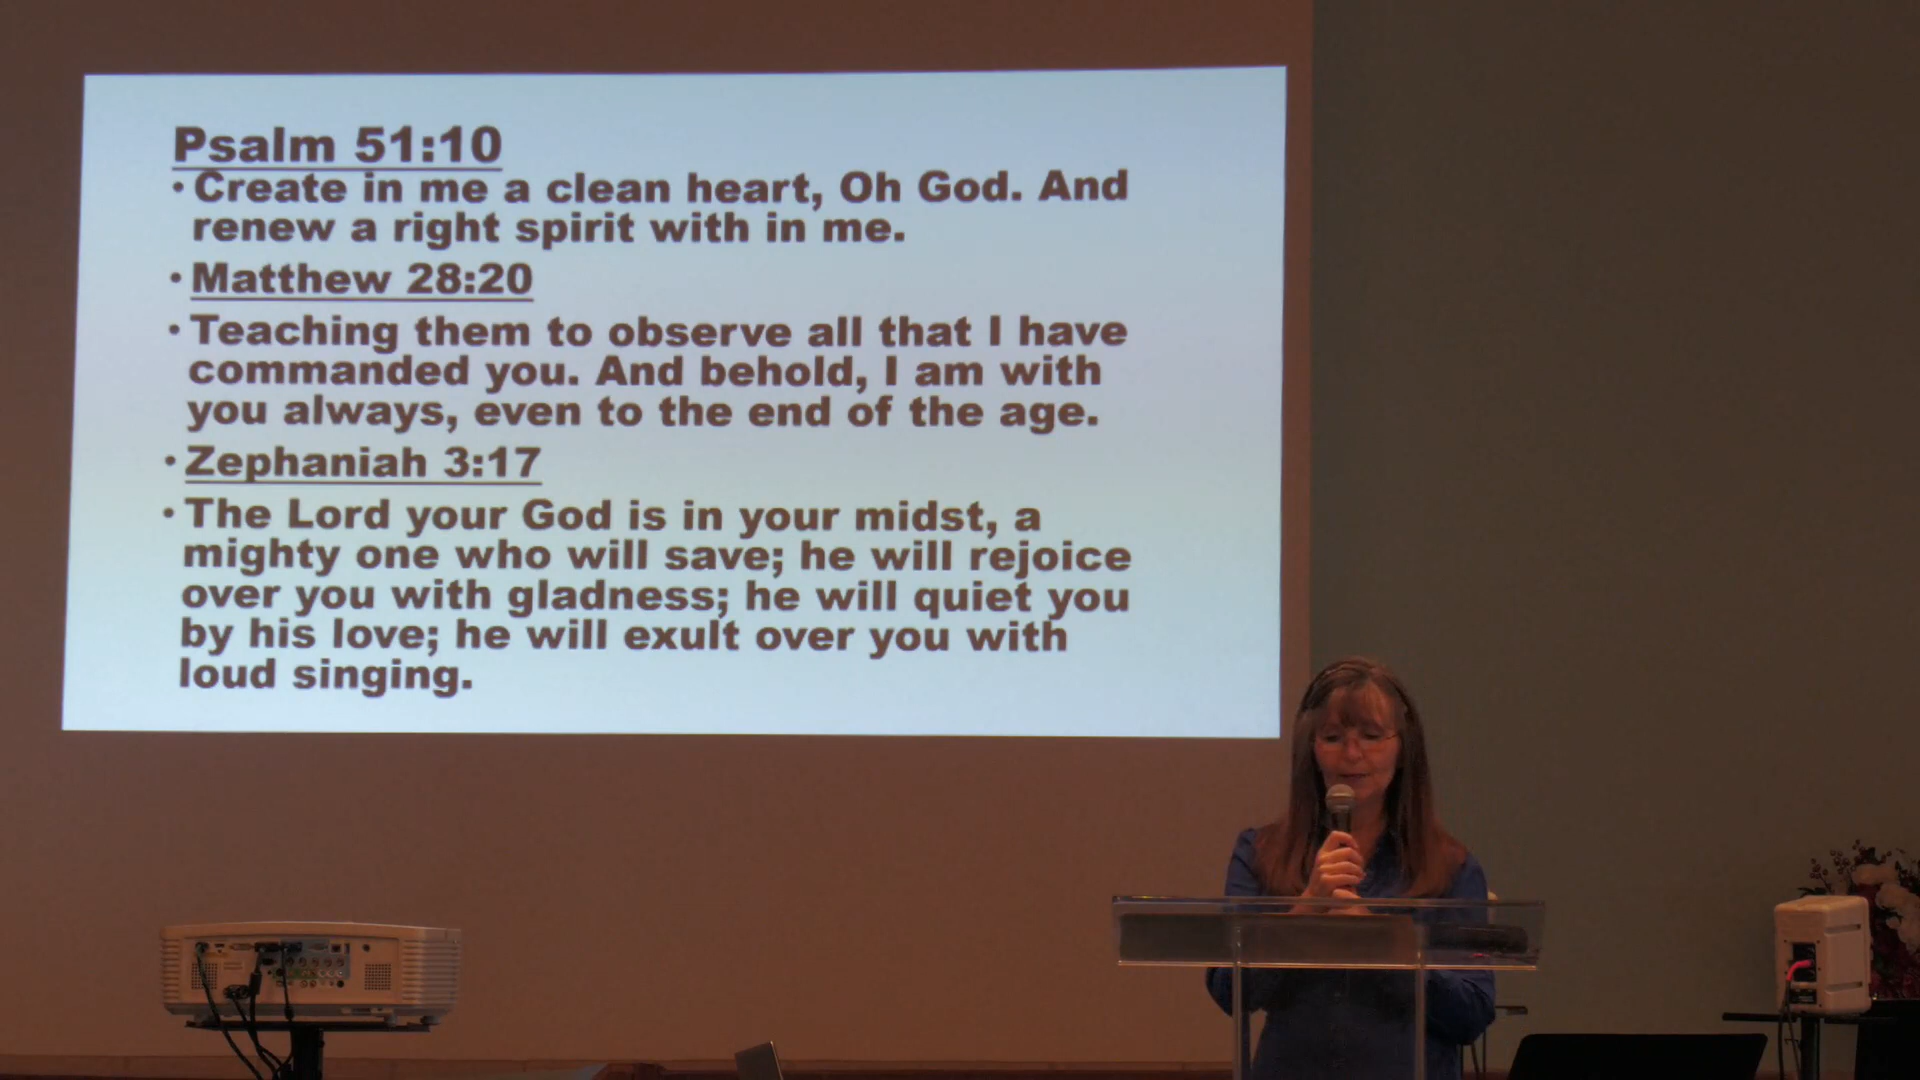 Psalm 51:10
• Create in me a clean heart, Oh God. And
renew a right spirit with in me.
• Matthew 28:20
• Teaching them to observe all that I have
commanded you. And behold, I am with
you always, even to the end of the age.
• Zephaniah 3:17
• The Lord your God is in your midst, a
mighty one who will save; he will rejoice
over you with gladness; he will quiet you
by his love; he will exult over you with
loud singing.